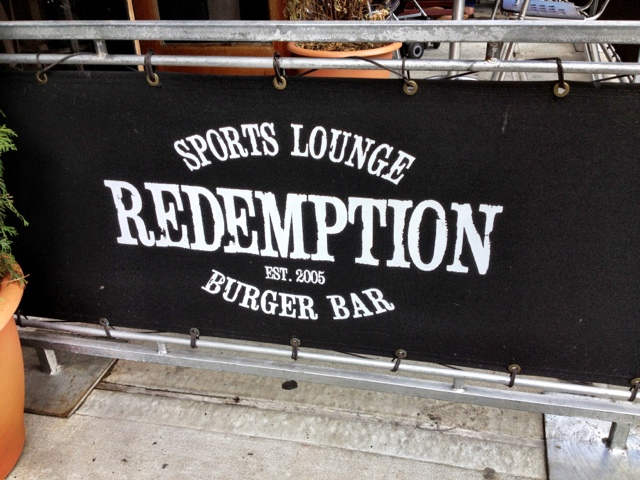 SPORTS LOUNGE
REDEMPTION
EST. 2005
BURGER BAR